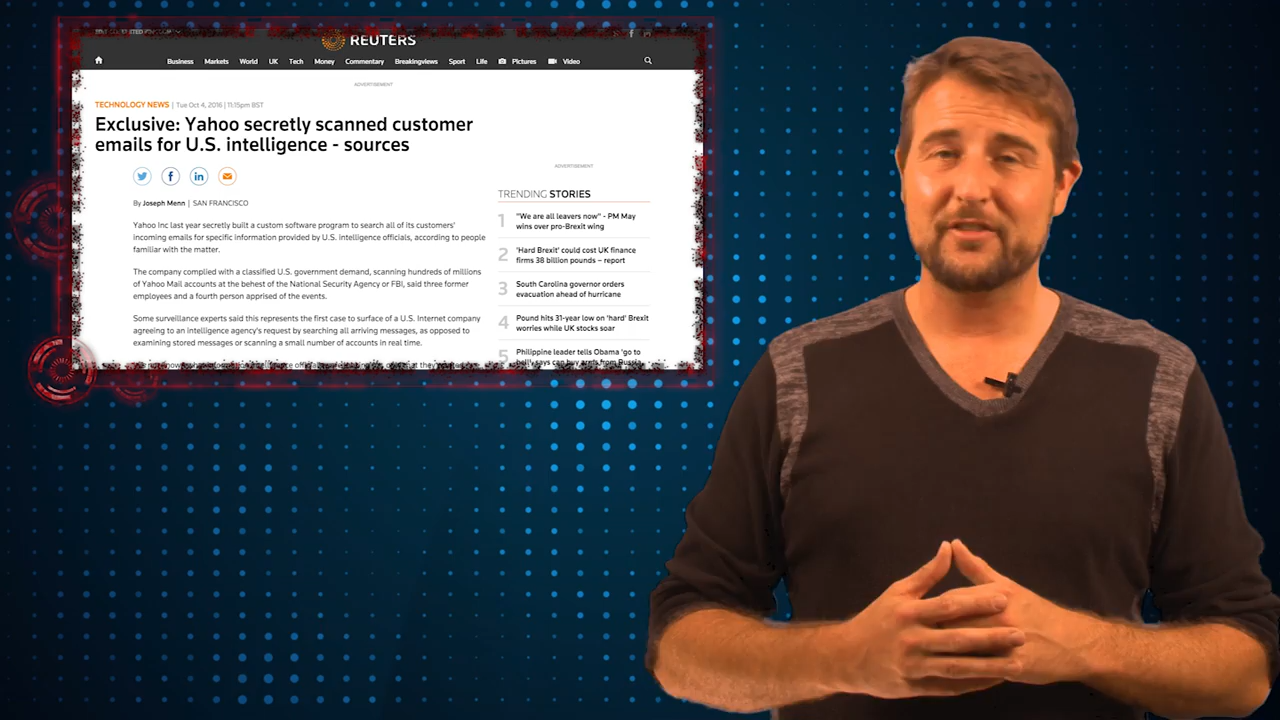 REUTERS
Business Markets World UK Tech Money Commentary Breakingviews Sport Life Pictures Video
ADVERTISEMENT
TECHNOLOGY NEWS | Tue Oct 4, 2016 | 11:15pm BST
Exclusive: Yahoo secretly scanned customer
emails for U.S. intelligence - sources
By Joseph Menn | SAN FRANCISCO
Yahoo Inc last year secretly built a custom software program to search all of its customers'
incoming emails for specific information provided by U.S. intelligence officials, according to people
familiar with the matter.
The company complied with a classified U.S. government demand, scanning hundreds of millions
of Yahoo Mail accounts at the behest of the National Security Agency or FBI, said three former
employees and a fourth person apprised of the events.
Some surveillance experts said this represents the first case to surface of a U.S. Internet company
agreeing to an intelligence agency's request by searching all arriving messages, as opposed to
examining stored messages or scanning a small number of accounts in real time.
ADVERTISEMENT
TRENDING STORIES
1 "We are all leavers now" - PM May
wins over pro-Brexit wing
2 'Hard Brexit' could cost UK finance
firms 38 billion pounds – report
3 South Carolina governor orders
evacuation ahead of hurricane
4 Pound hits 31-year low on 'hard' Brexit
worries while UK stocks soar
5 Philippine leader tells Obama 'go to
hell', says can buy arms from Russia